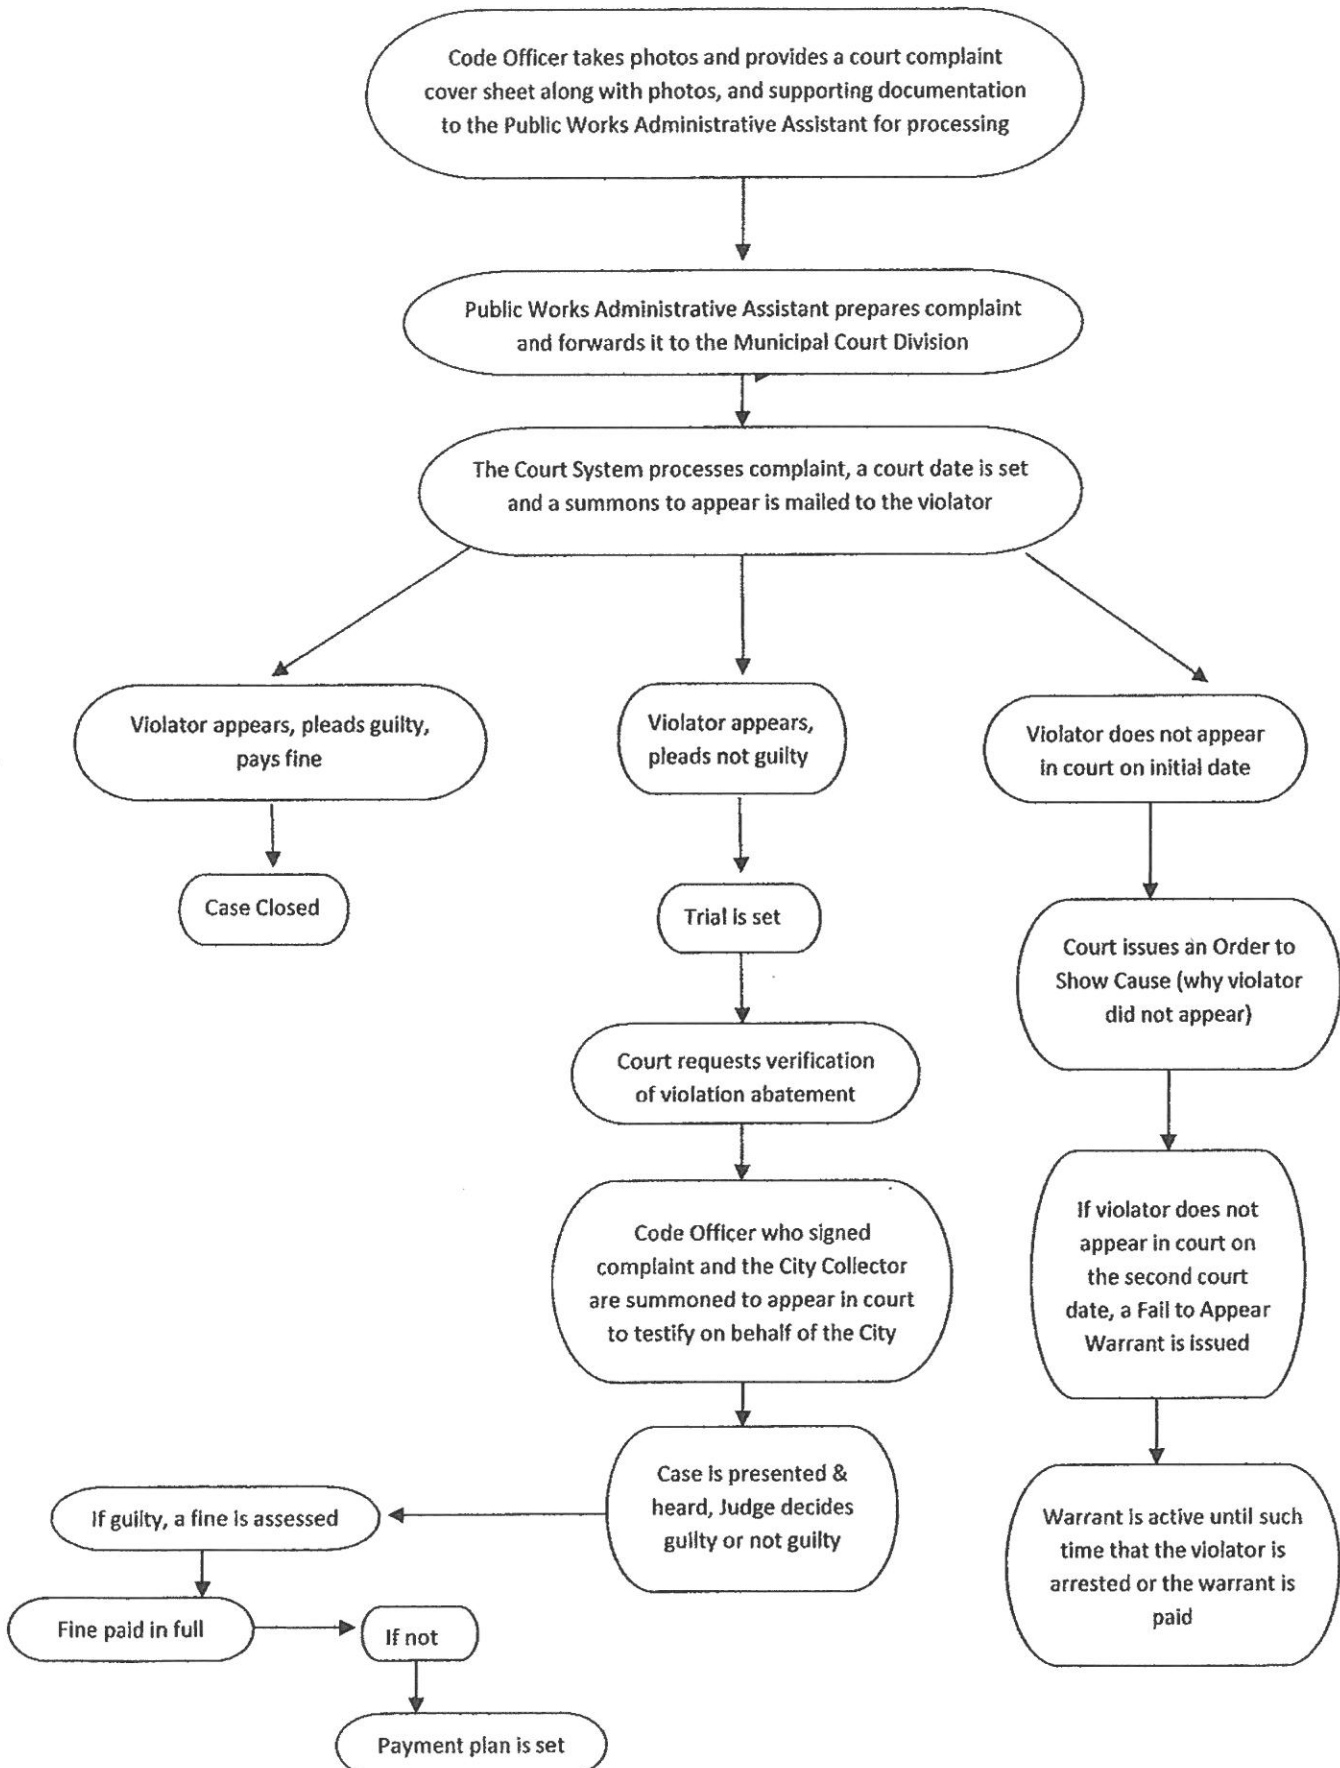 Code Officer takes photos and provides a court complaint
cover sheet along with photos, and supporting documentation
to the Public Works Administrative Assistant for processing
Public Works Administrative Assistant prepares complaint
and forwards it to the Municipal Court Division
The Court System processes complaint, a court date is set
and a summons to appear is mailed to the violator
Violator appears, pleads guilty,
pays fine
Case Closed
Violator appears,
pleads not guilty
Trial is set
Court requests verification
of violation abatement
Code Officer who signed
complaint and the City Collector
are summoned to appear in court
to testify on behalf of the City
Case is presented &
heard, Judge decides
guilty or not guilty
If guilty, a fine is assessed
Fine paid in full
If not
Payment plan is set
Violator does not appear
in court on initial date
Court issues an Order to
Show Cause (why violator
did not appear)
If violator does not
appear in court on
the second court
date, a Fail to Appear
Warrant is issued
Warrant is active until such
time that the violator is
arrested or the warrant is
paid